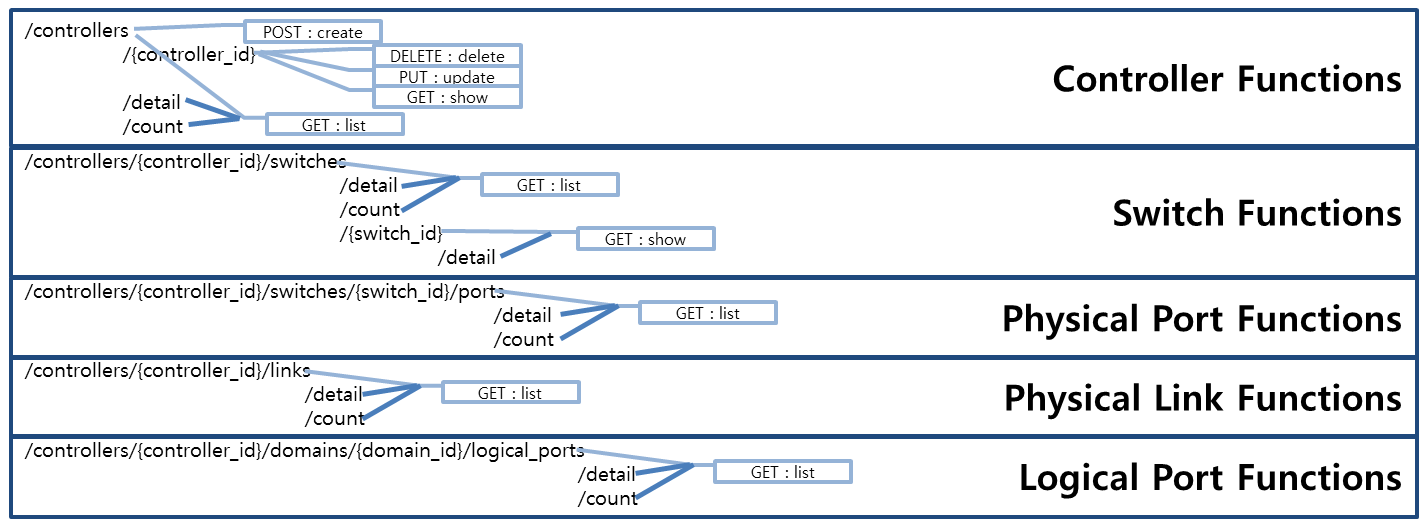 /controllers
POST : create
/{controller_id}
DELETE : delete
PUT : update
GET : show
/detail
/count
GET : list
Controller Functions
/controllers/{controller_id}/switches
/detail
GET : list
/count
/{switch_id}
GET : show
/detail
Switch Functions
/controllers/{controller_id}/switches/{switch_id}/ports
/detail
GET : list
/count
Physical Port Functions
/controllers/{controller_id}/links
/detail
GET : list
/count
Physical Link Functions
/controllers/{controller_id}/domains/{domain_id}/logical_ports
/detail
GET : list
/count
Logical Port Functions